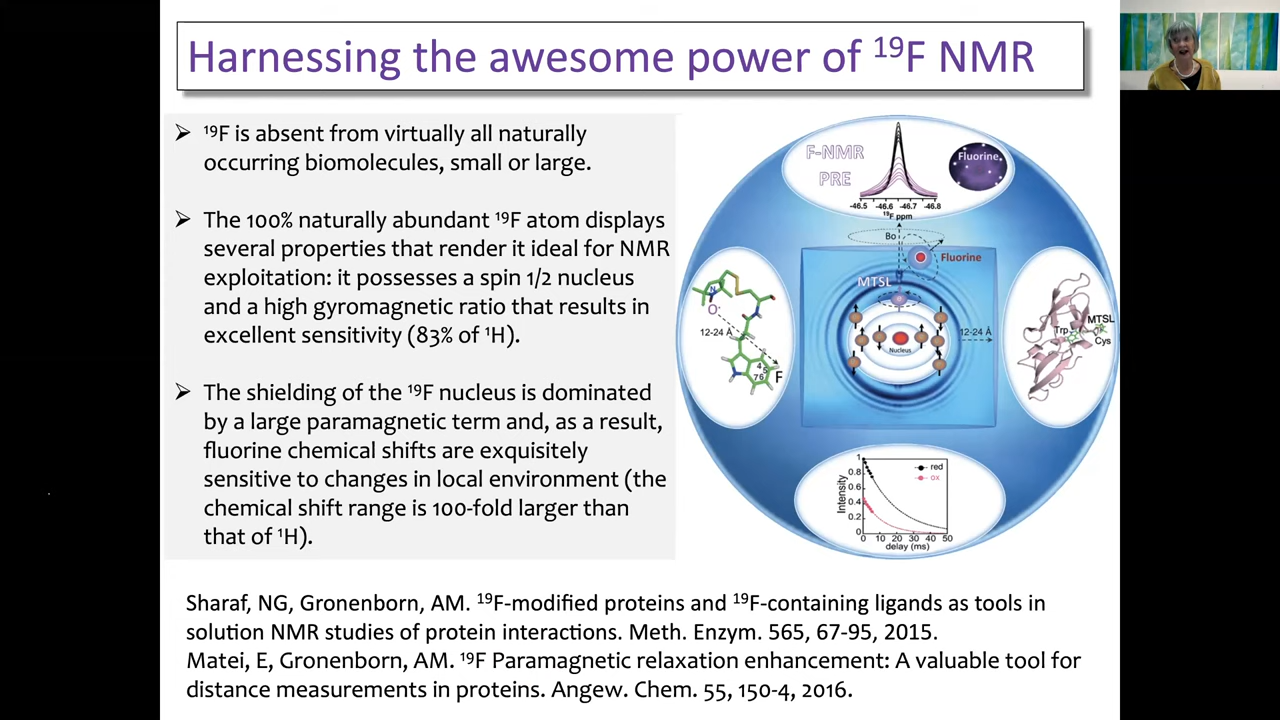 Harnessing the awesome power of ¹⁹F NMR
➢ ¹⁹F is absent from virtually all naturally
occurring biomolecules, small or large.
➢ The 100% naturally abundant ¹⁹F atom displays
several properties that render it ideal for NMR
exploitation: it possesses a spin 1/2 nucleus
and a high gyromagnetic ratio that results in
excellent sensitivity (83% of ¹H).
➢ The shielding of the ¹⁹F nucleus is dominated
by a large paramagnetic term and, as a result,
fluorine chemical shifts are exquisitely
sensitive to changes in local environment (the
chemical shift range is 100-fold larger than
that of ¹H).
F-NMR
PRE
Fluorine
-46.5 -46.6 -46.7 -46.8
¹⁹F ppm
Bo
Fluorine
MTSL
Nucleus
12-24 Å
N
O·
12-24 Å
4
5
6
7
F
Trp
MTSL
Cys
Intensity
1
0.8
0.6
0.4
0.2
0
red
ox
0 10 20 30 40 50
delay (ms)
Sharaf, NG, Gronenborn, AM. ¹⁹F-modified proteins and ¹⁹F-containing ligands as tools in
solution NMR studies of protein interactions. Meth. Enzym. 565, 67-95, 2015.
Matei, E, Gronenborn, AM. ¹⁹F Paramagnetic relaxation enhancement: A valuable tool for
distance measurements in proteins. Angew. Chem. 55, 150-4, 2016.